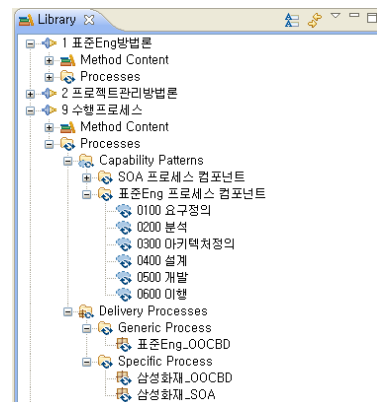 Library
1 표준Eng방법론
Method Content
Processes
2 프로젝트관리방법론
9 수행프로세스
Method Content
Processes
Capability Patterns
SOA 프로세스 컴포넌트
표준Eng 프로세스 컴포넌트
0100 요구정의
0200 분석
0300 아키텍처정의
0400 설계
0500 개발
0600 이행
Delivery Processes
Generic Process
표준Eng_OOCBD
Specific Process
삼성화재_OOCBD
삼성화재_SOA